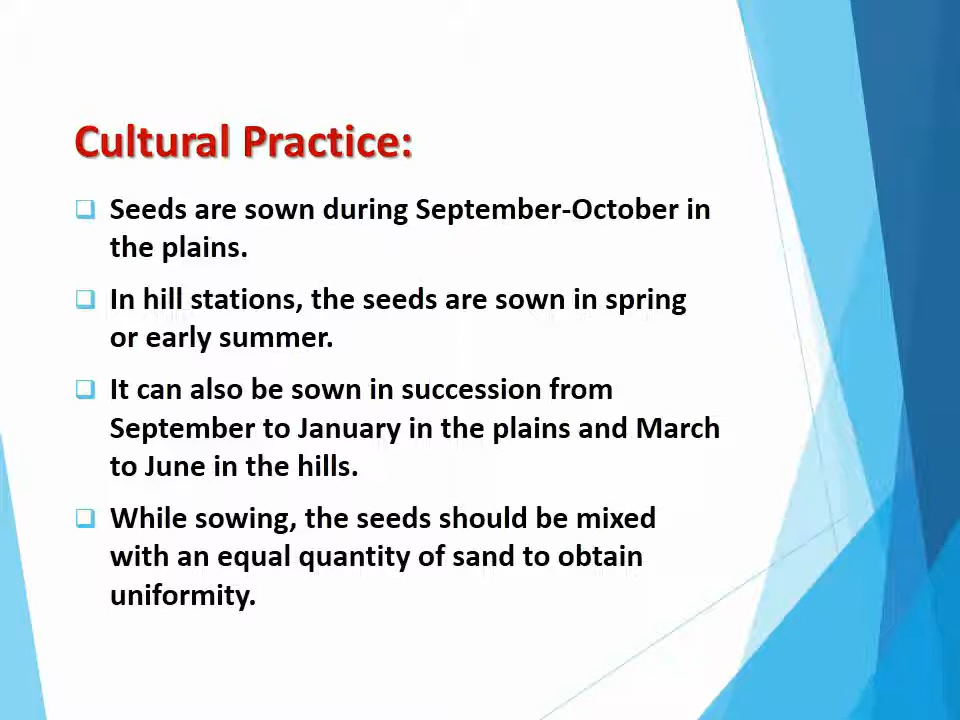 Cultural Practice:
Seeds are sown during September-October in
the plains.
In hill stations, the seeds are sown in spring
or early summer.
It can also be sown in succession from
September to January in the plains and March
to June in the hills.
While sowing, the seeds should be mixed
with an equal quantity of sand to obtain
uniformity.